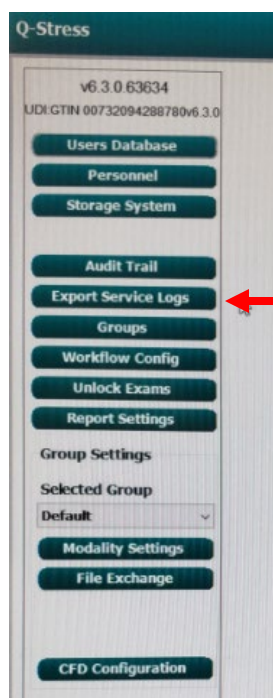 Q-Stress
v6.3.0.63634
UDI:GTIN 00732094288780v6.3.0
Users Database
Personnel
Storage System
Audit Trail
Export Service Logs
Groups
Workflow Config
Unlock Exams
Report Settings
Group Settings
Selected Group
Default
Modality Settings
File Exchange
CFD Configuration